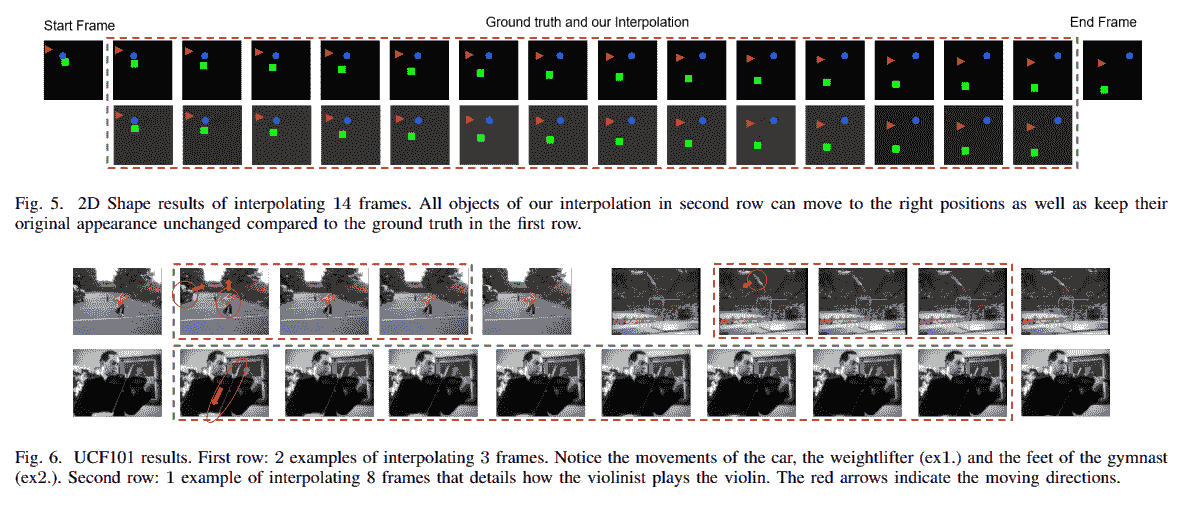 Start Frame
Ground truth and our Interpolation
End Frame
Fig. 5. 2D Shape results of interpolating 14 frames. All objects of our interpolation in second row can move to the right positions as well as keep their
original appearance unchanged compared to the ground truth in the first row.
Fig. 6. UCF101 results. First row: 2 examples of interpolating 3 frames. Notice the movements of the car, the weightlifter (ex1.) and the feet of the gymnast
(ex2.). Second row: 1 example of interpolating 8 frames that details how the violinist plays the violin. The red arrows indicate the moving directions.